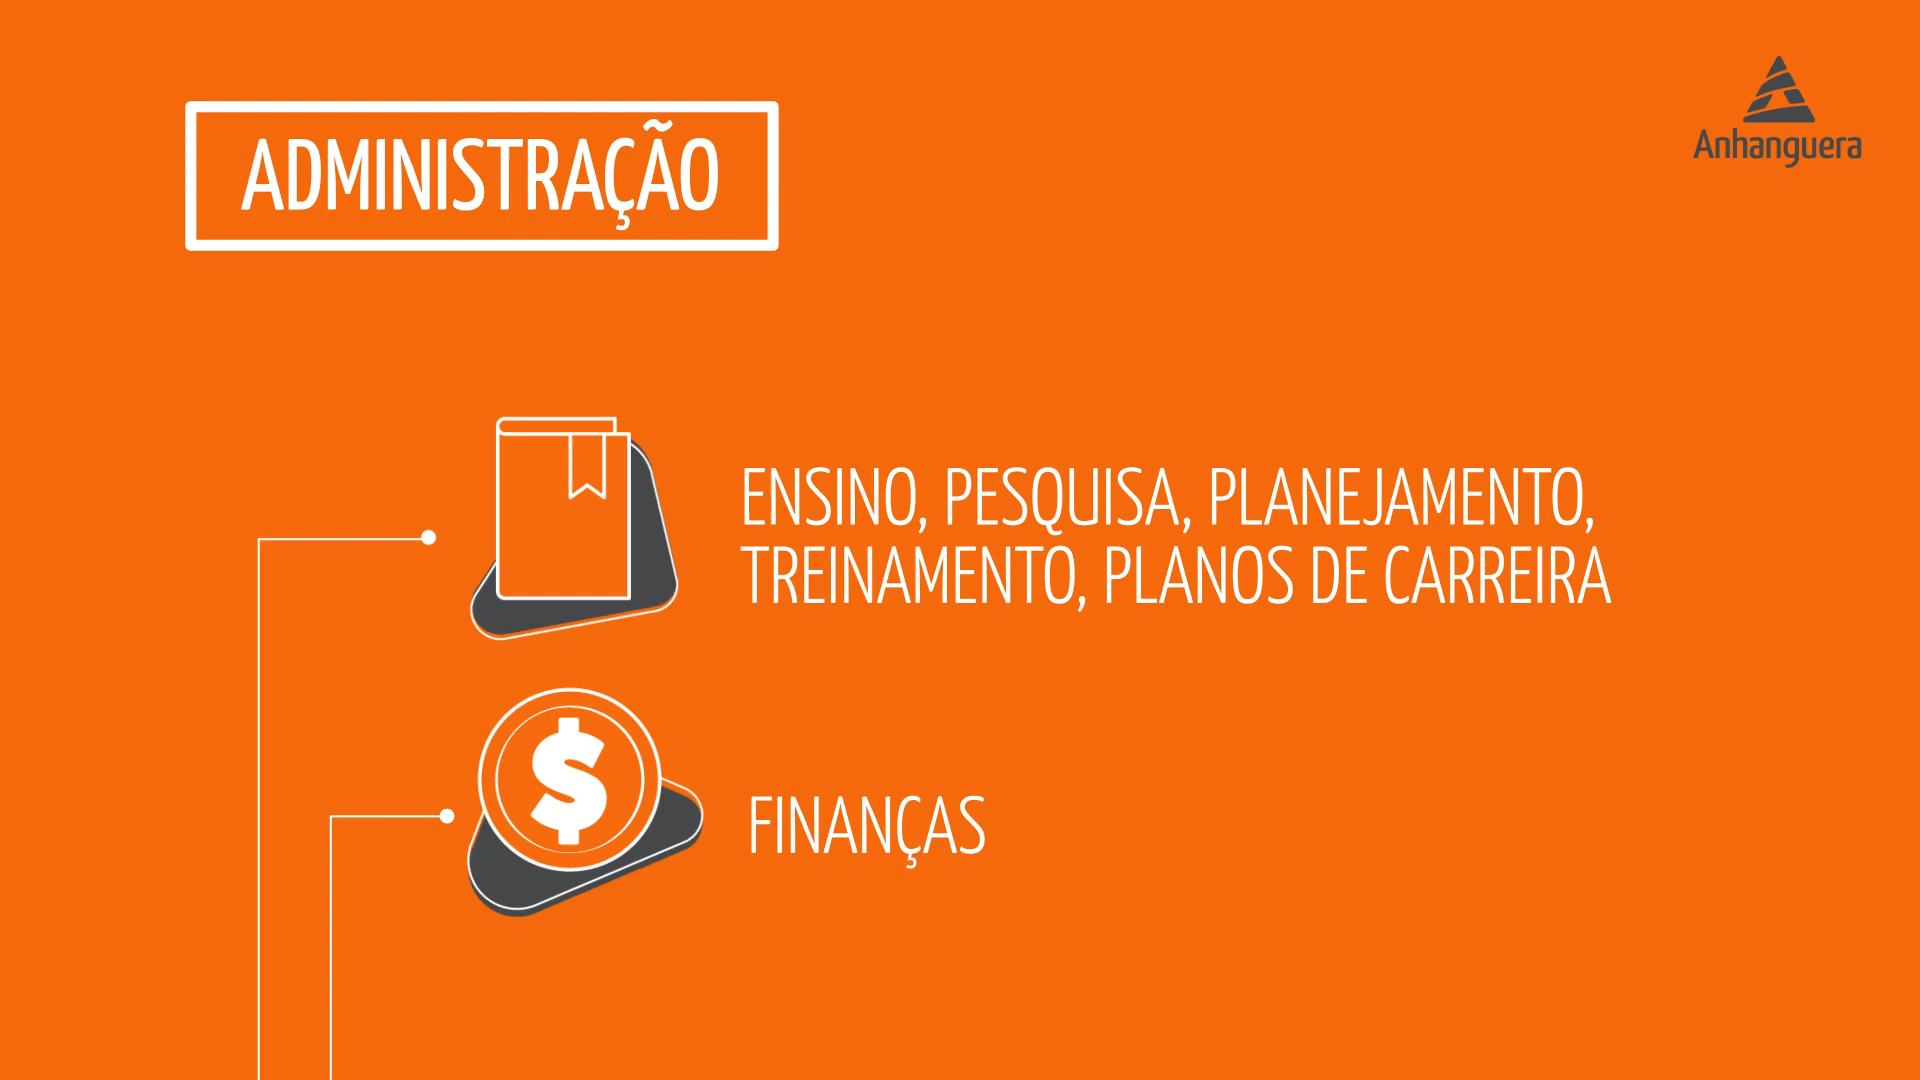 Anhanguera
ADMINISTRAÇÃO
ENSINO, PESQUISA, PLANEJAMENTO,
TREINAMENTO, PLANOS DE CARREIRA
$
FINANÇAS